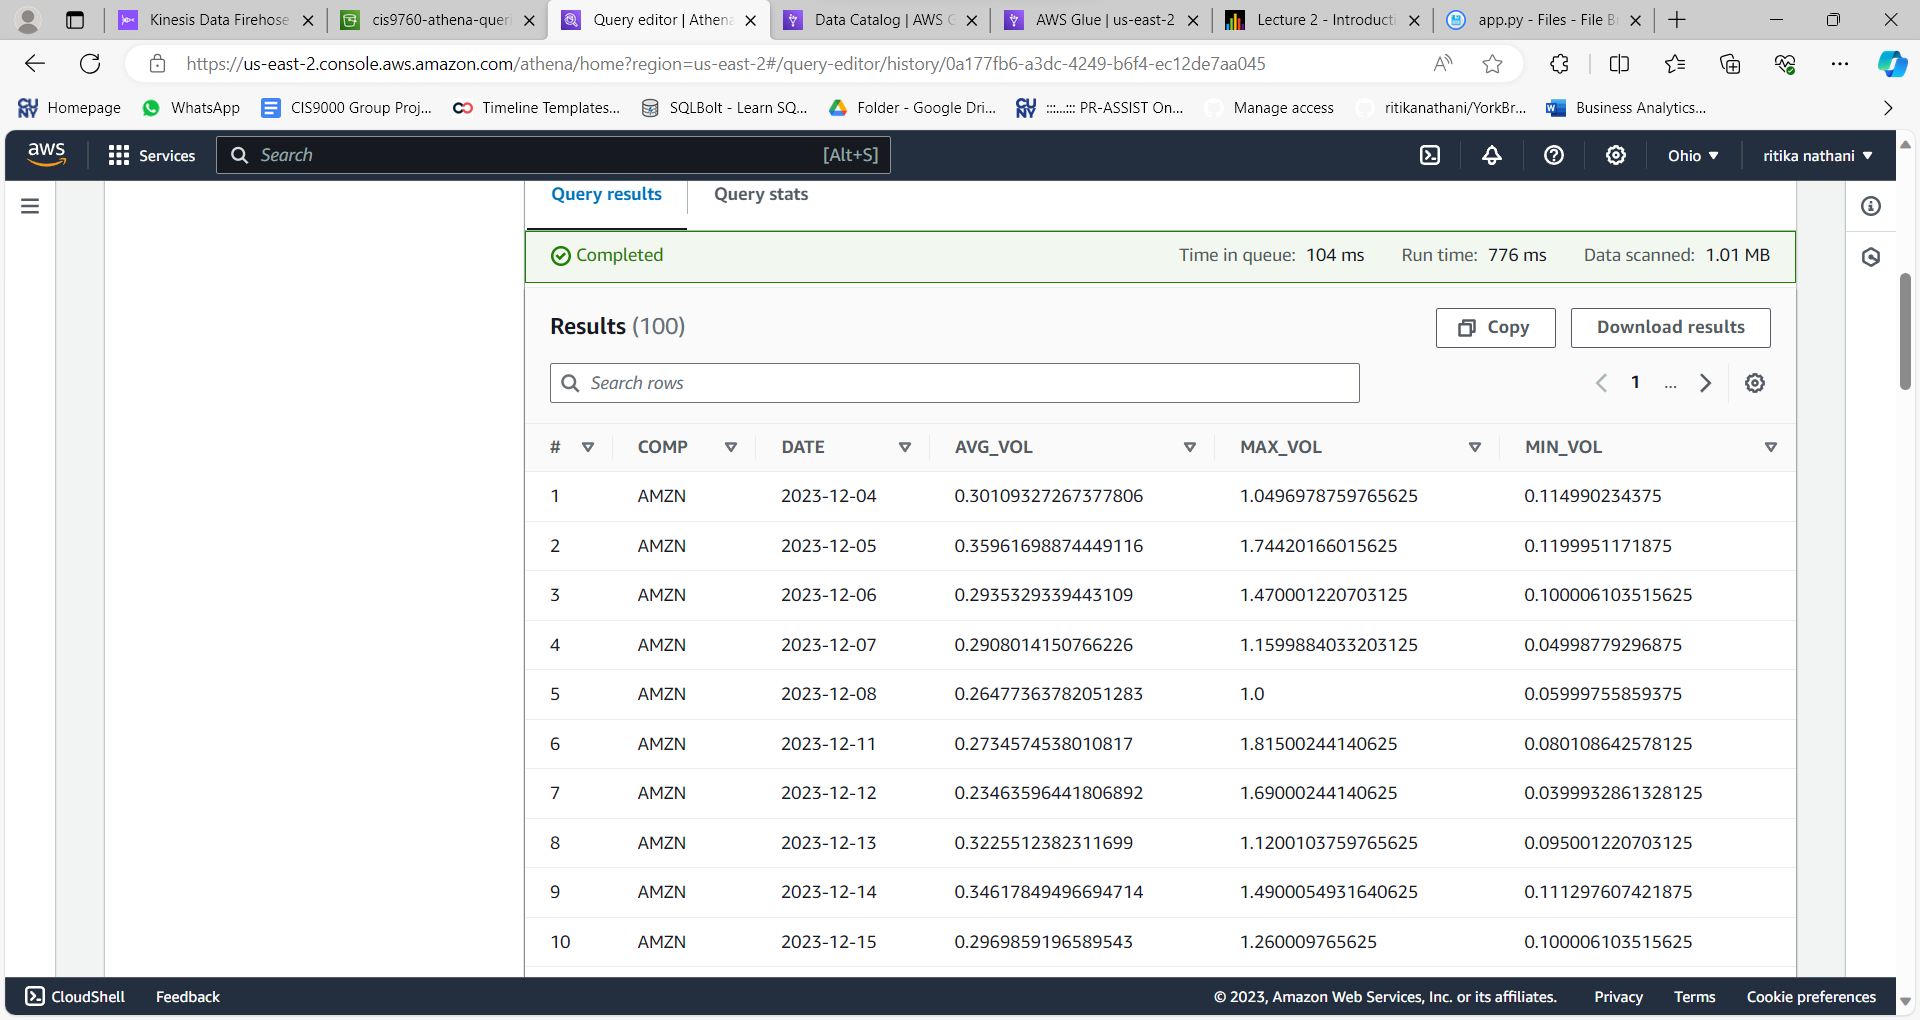 Kinesis Data Firehose
cis9760-athena-queri
Query editor | Athena
Data Catalog | AWS G
AWS Glue | us-east-2
Lecture 2 - Introducti
app.py - Files - File Br
https://us-east-2.console.aws.amazon.com/athena/home?region=us-east-2#/query-editor/history/0a177fb6-a3dc-4249-b6f4-ec12de7aa045
Homepage WhatsApp CIS9000 Group Proj... Timeline Templates... SQLBolt - Learn SQ... Folder - Google Dri... :::..::: PR-ASSIST On... Manage access ritikanathani/YorkBr... Business Analytics...
aws Services Search [Alt+S] Ohio ▼ ritika nathani ▼
Query results Query stats
Completed Time in queue: 104 ms Run time: 776 ms Data scanned: 1.01 MB
Results (100) Copy Download results
Search rows 1 ...
# COMP DATE AVG_VOL MAX_VOL MIN_VOL
1 AMZN 2023-12-04 0.30109327267377806 1.0496978759765625 0.114990234375
2 AMZN 2023-12-05 0.35961698874449116 1.74420166015625 0.1199951171875
3 AMZN 2023-12-06 0.2935329339443109 1.470001220703125 0.100006103515625
4 AMZN 2023-12-07 0.2908014150766226 1.1599884033203125 0.04998779296875
5 AMZN 2023-12-08 0.26477363782051283 1.0 0.05999755859375
6 AMZN 2023-12-11 0.2734574538010817 1.81500244140625 0.080108642578125
7 AMZN 2023-12-12 0.23463596441806892 1.69000244140625 0.0399932861328125
8 AMZN 2023-12-13 0.3225512382311699 1.1200103759765625 0.095001220703125
9 AMZN 2023-12-14 0.34617849496694714 1.4900054931640625 0.111297607421875
10 AMZN 2023-12-15 0.2969859196589543 1.260009765625 0.100006103515625
CloudShell Feedback © 2023, Amazon Web Services, Inc. or its affiliates. Privacy Terms Cookie preferences